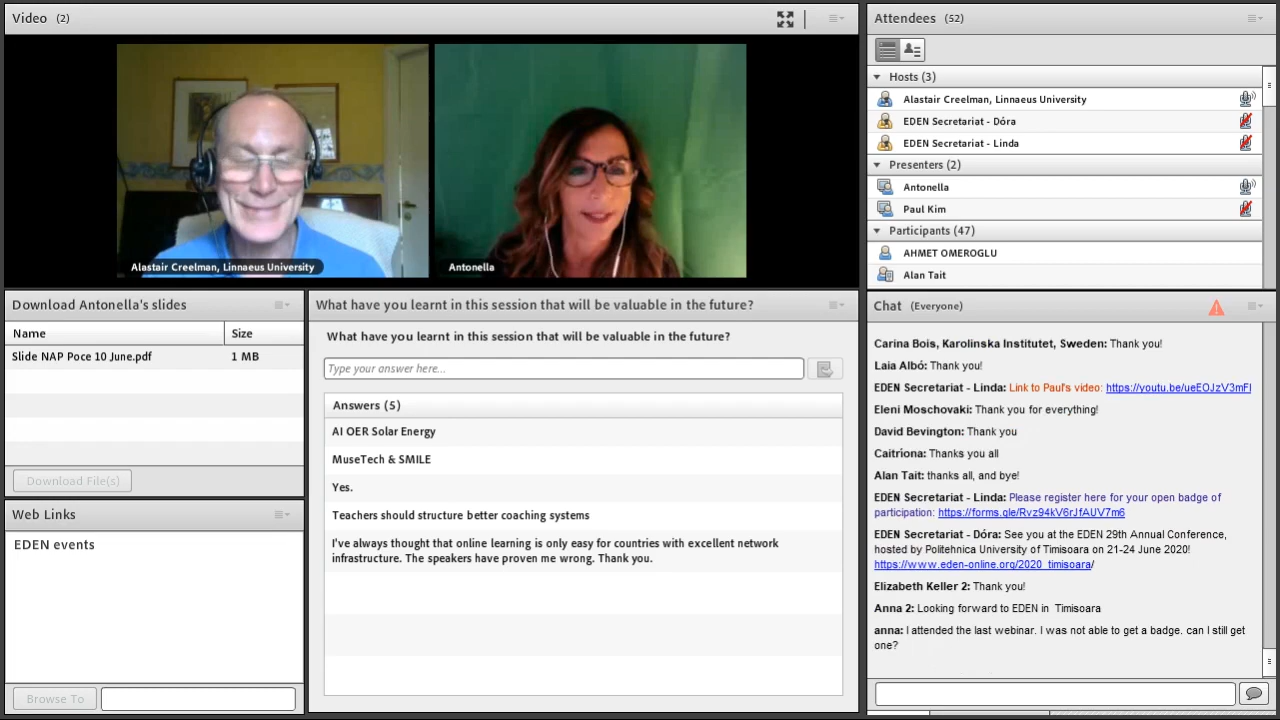 Video (2)
Alastair Creelman, Linnaeus University
Antonella
Attendees (52)
Hosts (3)
Alastair Creelman, Linnaeus University
EDEN Secretariat - Dóra
EDEN Secretariat - Linda
Presenters (2)
Antonella
Paul Kim
Participants (47)
AHMET OMEROGLU
Alan Tait
Download Antonella's slides
Name Size
Slide NAP Poce 10 June.pdf 1 MB
Download File(s)
Web Links
EDEN events
Browse To
What have you learnt in this session that will be valuable in the future?
What have you learnt in this session that will be valuable in the future?
Type your answer here...
Answers (5)
AI OER Solar Energy
MuseTech & SMILE
Yes.
Teachers should structure better coaching systems
I've always thought that online learning is only easy for countries with excellent network
infrastructure. The speakers have proven me wrong. Thank you.
Chat (Everyone)
Carina Bois, Karolinska Institutet, Sweden: Thank you!
Laia Albó: Thank you!
EDEN Secretariat - Linda: Link to Paul's video: https://youtu.be/ueEOJzV3mFI
Eleni Moschovaki: Thank you for everything!
David Bevington: Thank you
Caitríona: Thanks you all
Alan Tait: thanks all, and bye!
EDEN Secretariat - Linda: Please register here for your open badge of
participation: https://forms.gle/Rvz94kV6rJfAUV7m6
EDEN Secretariat - Dóra: See you at the EDEN 29th Annual Conference,
hosted by Politehnica University of Timisoara on 21-24 June 2020!
https://www.eden-online.org/2020_timisoara/
Elizabeth Keller 2: Thank you!
Anna 2: Looking forward to EDEN in Timisoara
anna: I attended the last webinar. I was not able to get a badge. can I still get
one?